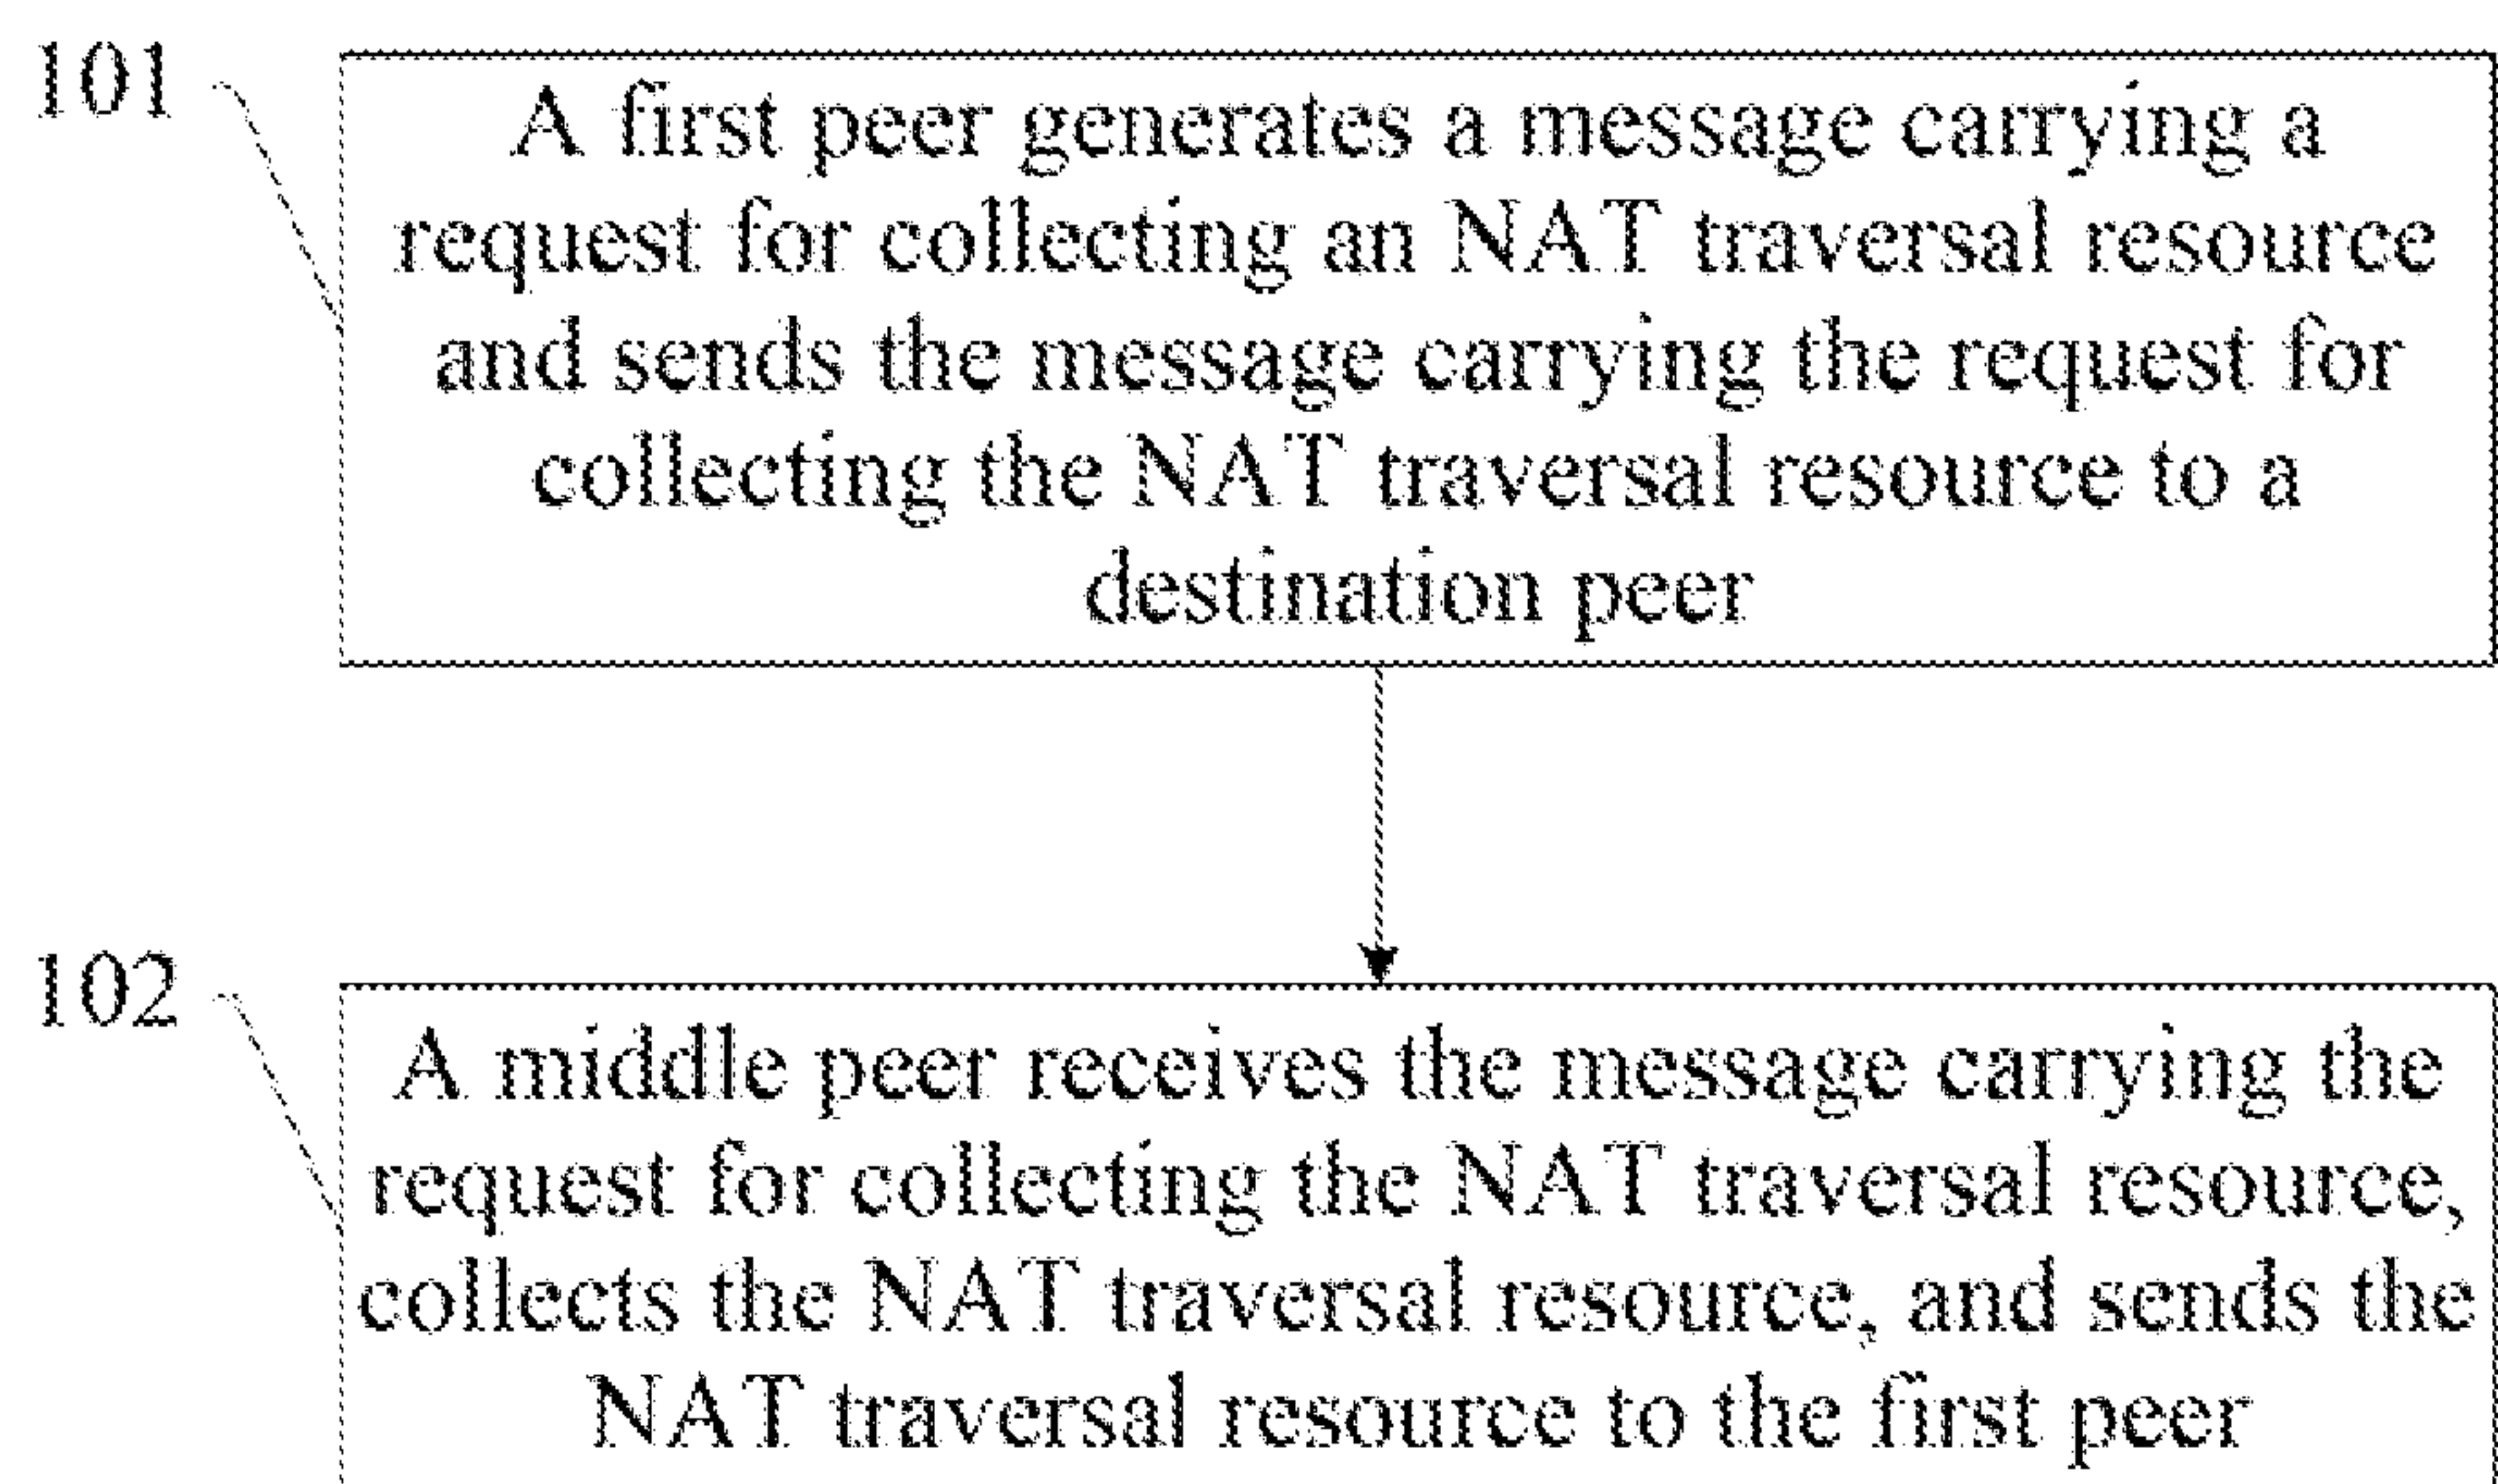 101
A first peer generates a message carrying a
request for collecting an NAT traversal resource
and sends the message carrying the request for
collecting the NAT traversal resource to a
destination peer
102
A middle peer receives the message carrying the
request for collecting the NAT traversal resource,
collects the NAT traversal resource, and sends the
NAT traversal resource to the first peer